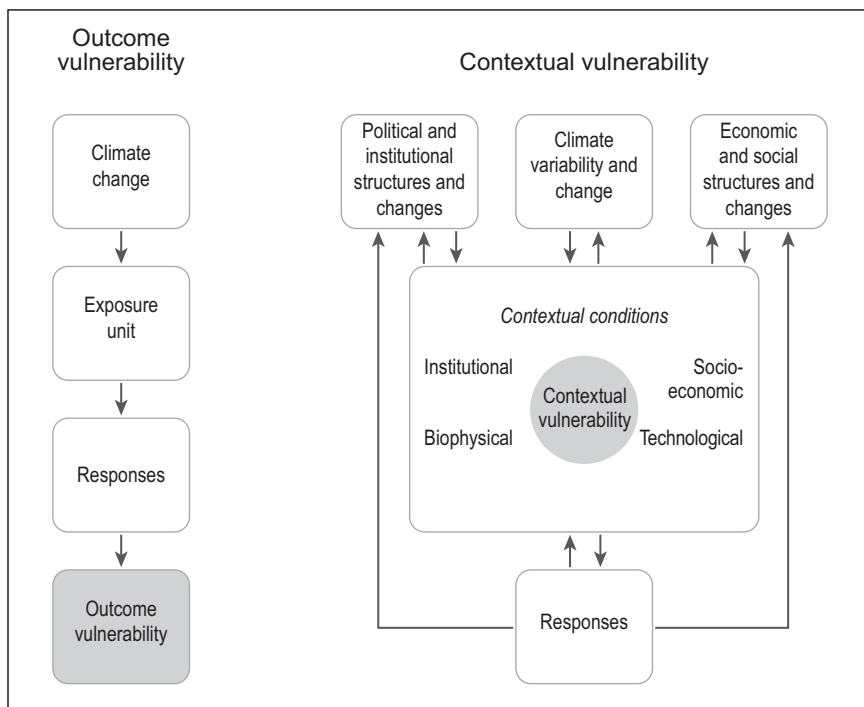 Outcome
vulnerability
Climate
change
Exposure
unit
Responses
Outcome
vulnerability
Contextual vulnerability
Political and
institutional
structures and
changes
Climate
variability and
change
Economic
and social
structures and
changes
Contextual conditions
Institutional
Biophysical
Contextual
vulnerability
Socio-
economic
Technological
Responses